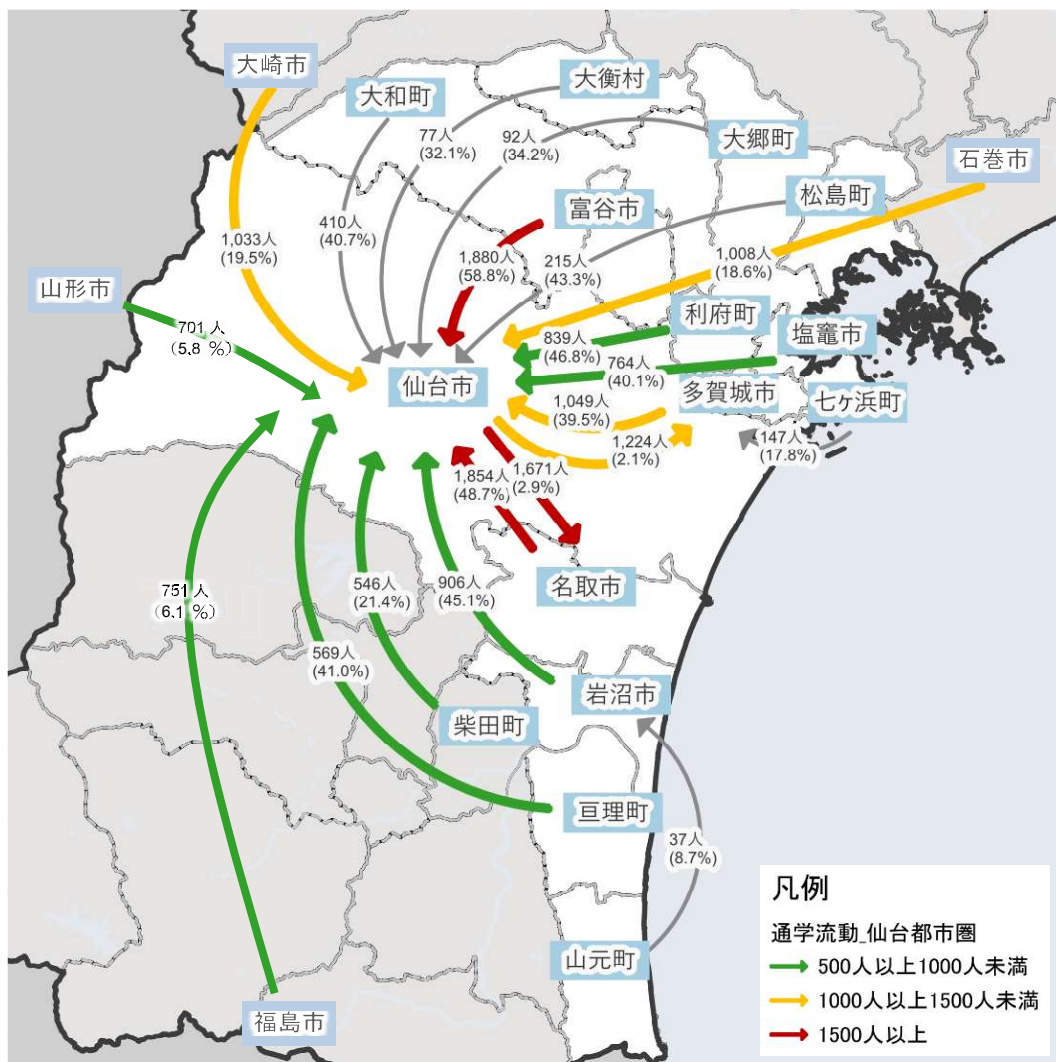 大崎市
大和町
大衡村
77人
(32.1%)
92人
(34.2%)
大郷町
石巻市
松島町
富谷市
410人
(40.7%)
1,033人
(19.5%)
1,880人
(58.8%)
215人
(43.3%)
1,008人
(18.6%)
山形市
701 人
(5.8 %)
利府町
塩竈市
839人
(46.8%)
764人
(40.1%)
仙台市
多賀城市
七ヶ浜町
1,049人
(39.5%)
1,224人
(2.1%)
147人
(17.8%)
1,854人
(48.7%)
1,671人
(2.9%)
名取市
751 人
(6.1 %)
546人
(21.4%)
906人
(45.1%)
569人
(41.0%)
岩沼市
柴田町
亘理町
37人
(8.7%)
山元町
福島市
凡例
通学流動_仙台都市圏
500人以上1000人未満
1000人以上1500人未満
1500人以上